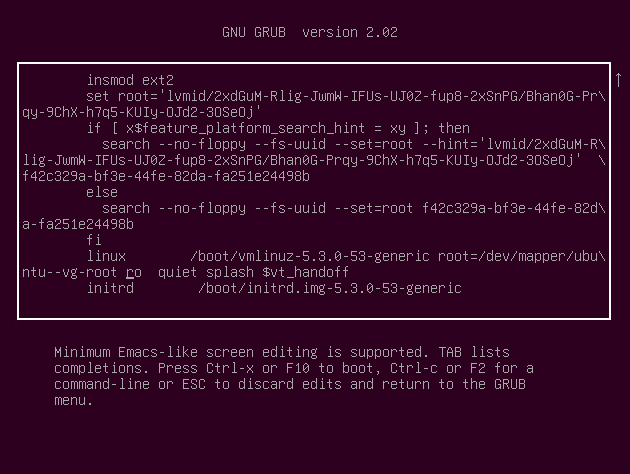 GNU GRUB  version 2.02
↑
insmod ext2
set root='lvmid/2xdGuM-Rlig-JwmW-IFUs-UJ0Z-fup8-2xSnPG/Bhan0G-Pr\
qy-9ChX-h7q5-KUIy-OJd2-3OSeOj'
if [ x$feature_platform_search_hint = xy ]; then
search --no-floppy --fs-uuid --set=root --hint='lvmid/2xdGuM-R\
lig-JwmW-IFUs-UJ0Z-fup8-2xSnPG/Bhan0G-Prqy-9ChX-h7q5-KUIy-OJd2-3OSeOj'  \
f42c329a-bf3e-44fe-82da-fa251e24498b
else
search --no-floppy --fs-uuid --set=root f42c329a-bf3e-44fe-82d\
a-fa251e24498b
fi
linux        /boot/vmlinuz-5.3.0-53-generic root=/dev/mapper/ubu\
ntu--vg-root ro  quiet splash $vt_handoff
initrd        /boot/initrd.img-5.3.0-53-generic
Minimum Emacs-like screen editing is supported. TAB lists
completions. Press Ctrl-x or F10 to boot, Ctrl-c or F2 for a
command-line or ESC to discard edits and return to the GRUB
menu.